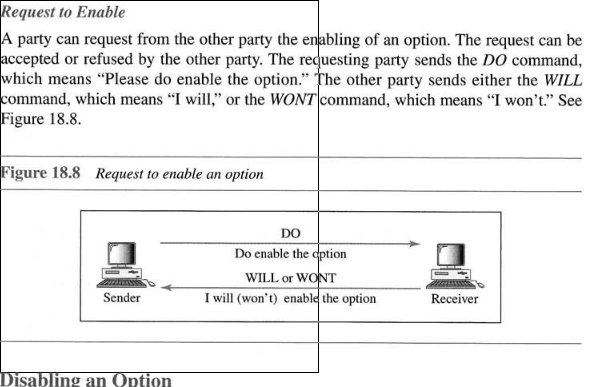 Request to Enable
A party can request from the other party the enabling of an option. The request can be
accepted or refused by the other party. The requesting party sends the DO command,
which means “Please do enable the option.” The other party sends either the WILL
command, which means “I will,” or the WONT command, which means “I won’t.” See
Figure 18.8.
Figure 18.8 Request to enable an option
DO
Do enable the option
WILL or WONT
I will (won’t) enable the option
Sender
Receiver
Disabling an Option